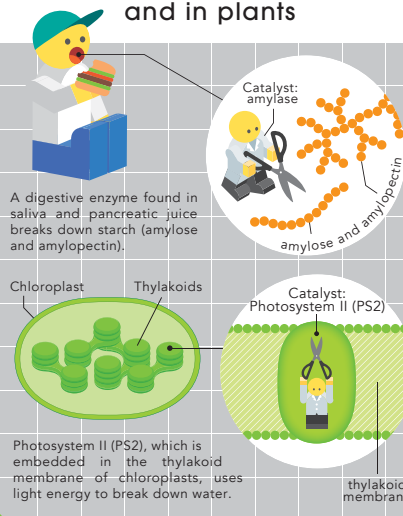 and in plants
Catalyst:
amylase
amylose and amylopectin
A digestive enzyme found in
saliva and pancreatic juice
breaks down starch (amylose
and amylopectin).
Chloroplast
Thylakoids
Catalyst:
Photosystem II (PS2)
Photosystem II (PS2), which is
embedded in the thylakoid
membrane of chloroplasts, uses
light energy to break down water.